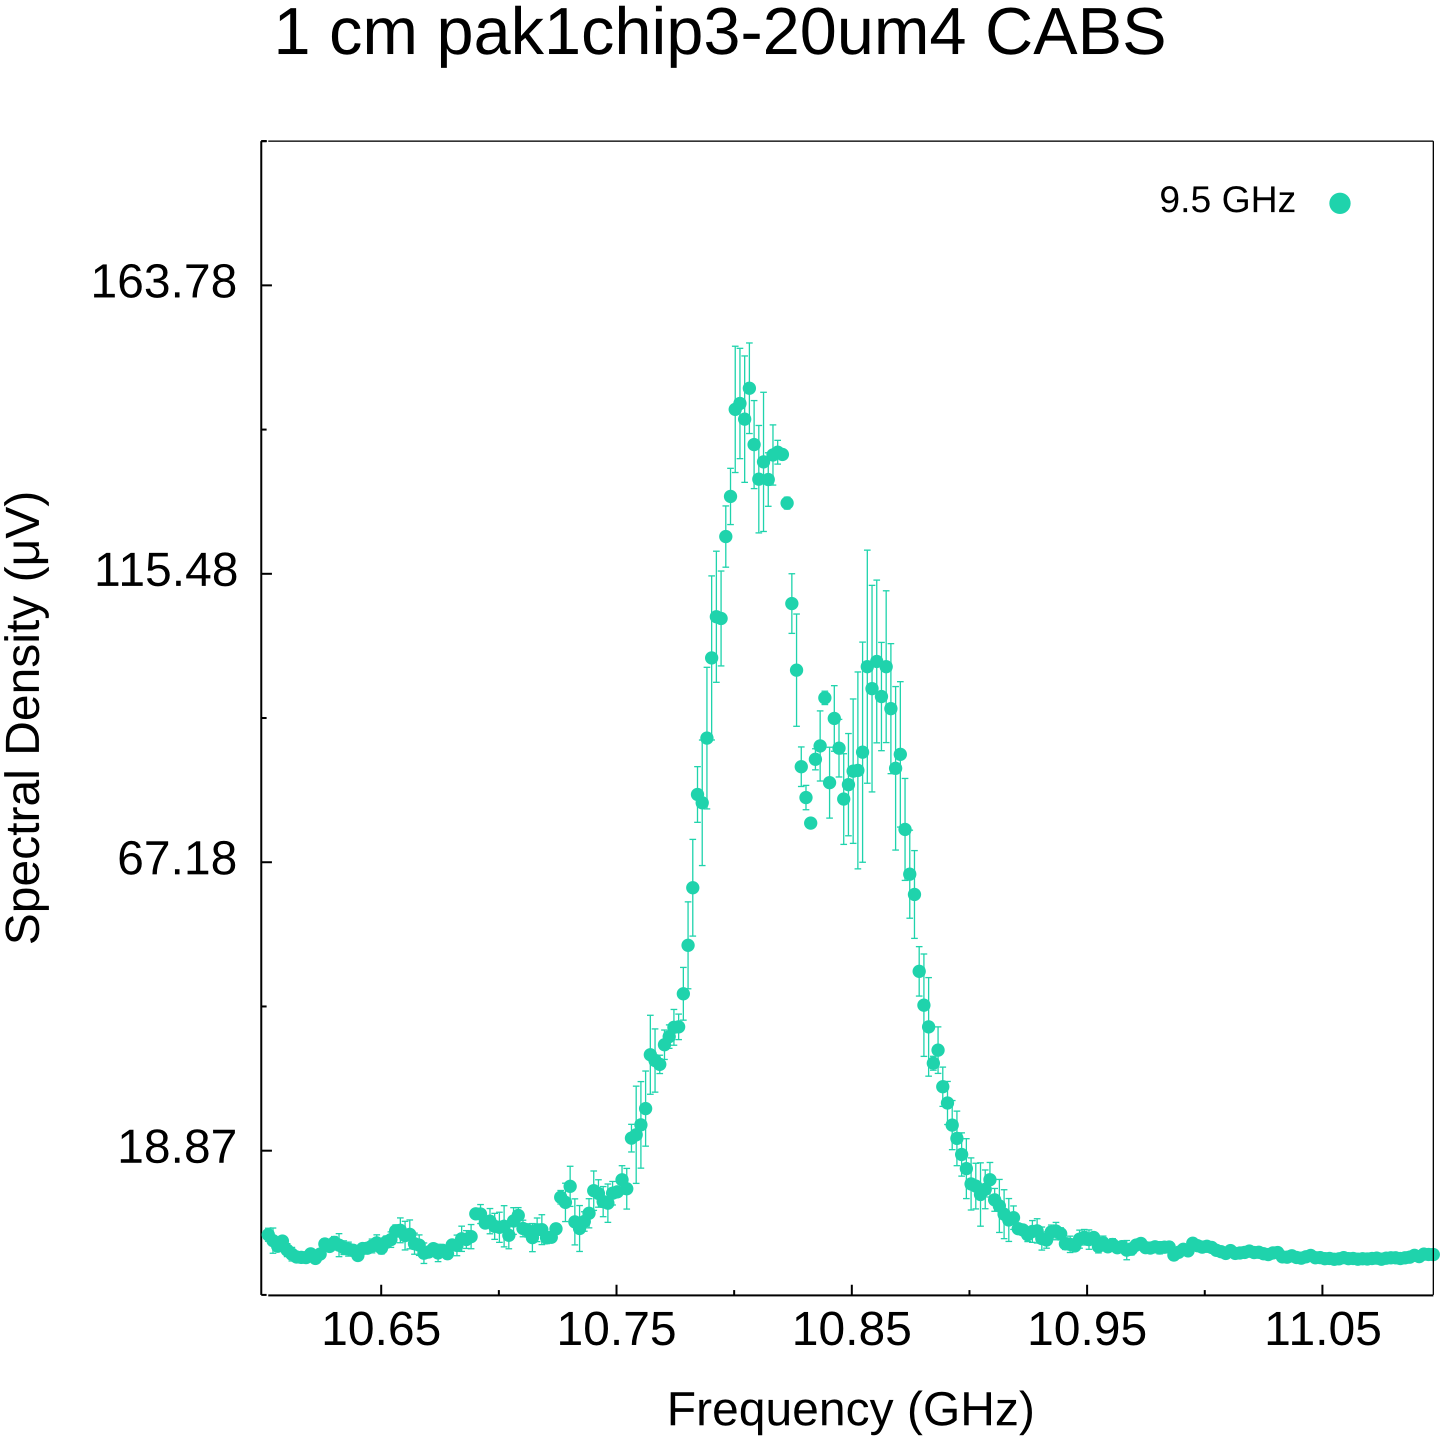 1 cm pak1chip3-20um4 CABS
9.5 GHz
163.78
115.48
67.18
18.87
Spectral Density (μV)
10.65 10.75 10.85 10.95 11.05
Frequency (GHz)